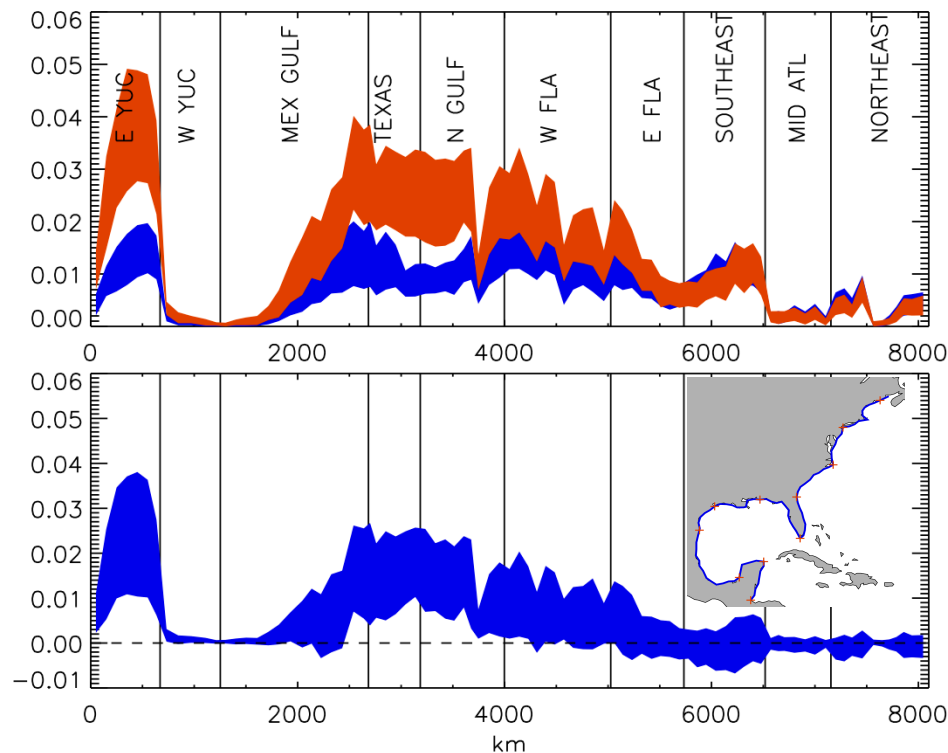 0.06
0.05
0.04
0.03
0.02
0.01
0.00
E YUC
W YUC
MEX GULF
TEXAS
N GULF
W FLA
E FLA
SOUTHEAST
MID ATL
NORTHEAST
0 2000 4000 6000 8000
0.06
0.05
0.04
0.03
0.02
0.01
0.00
−0.01
0 2000 4000 6000 8000
km